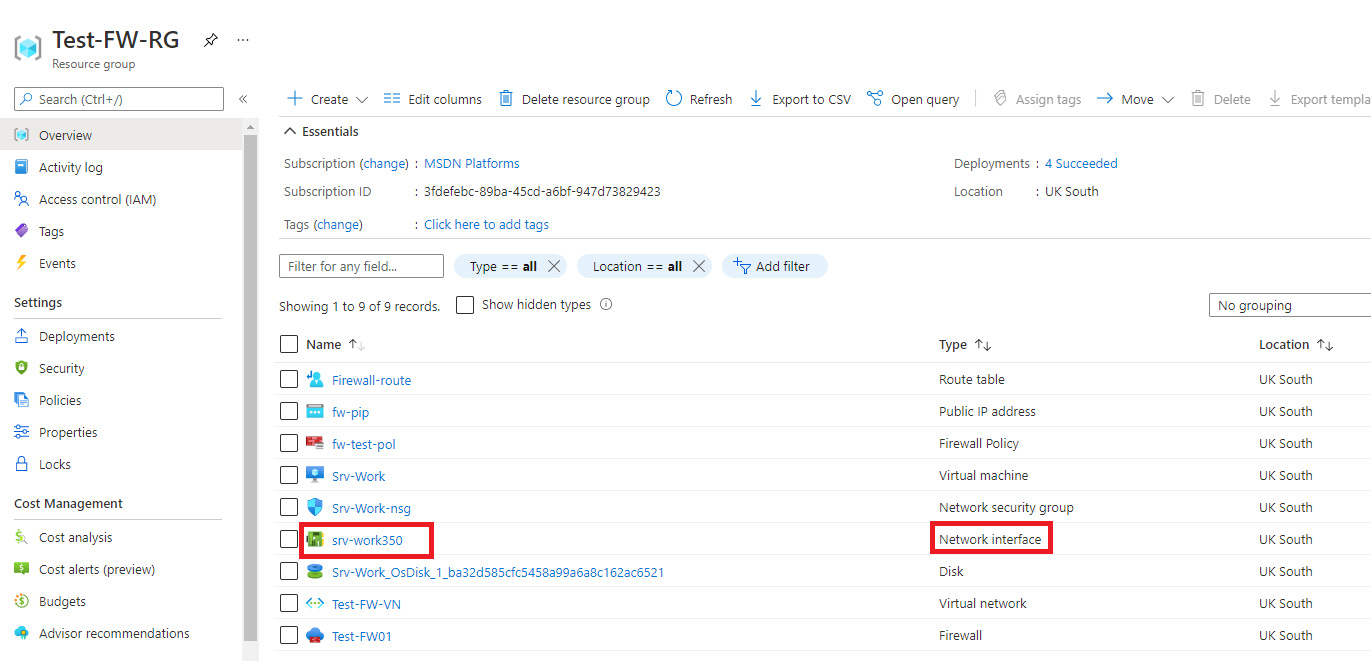 Test-FW-RG
Resource group
Search (Ctrl+/)
«
Overview
Activity log
Access control (IAM)
Tags
Events
Settings
Deployments
Security
Policies
Properties
Locks
Cost Management
Cost analysis
Cost alerts (preview)
Budgets
Advisor recommendations
Create Edit columns Delete resource group Refresh Export to CSV Open query Assign tags Move Delete Export templa
Essentials
Subscription (change) : MSDN Platforms Deployments : 4 Succeeded
Subscription ID : 3fdefebc-89ba-45cd-a6bf-947d73829423 Location : UK South
Tags (change) : Click here to add tags
Filter for any field... Type == all Location == all Add filter
Showing 1 to 9 of 9 records. Show hidden types No grouping
Name Type Location
Firewall-route Route table UK South
fw-pip Public IP address UK South
fw-test-pol Firewall Policy UK South
Srv-Work Virtual machine UK South
Srv-Work-nsg Network security group UK South
srv-work350 Network interface UK South
Srv-Work_OsDisk_1_ba32d585cfc5458a99a6a8c162ac6521 Disk UK South
Test-FW-VN Virtual network UK South
Test-FW01 Firewall UK South